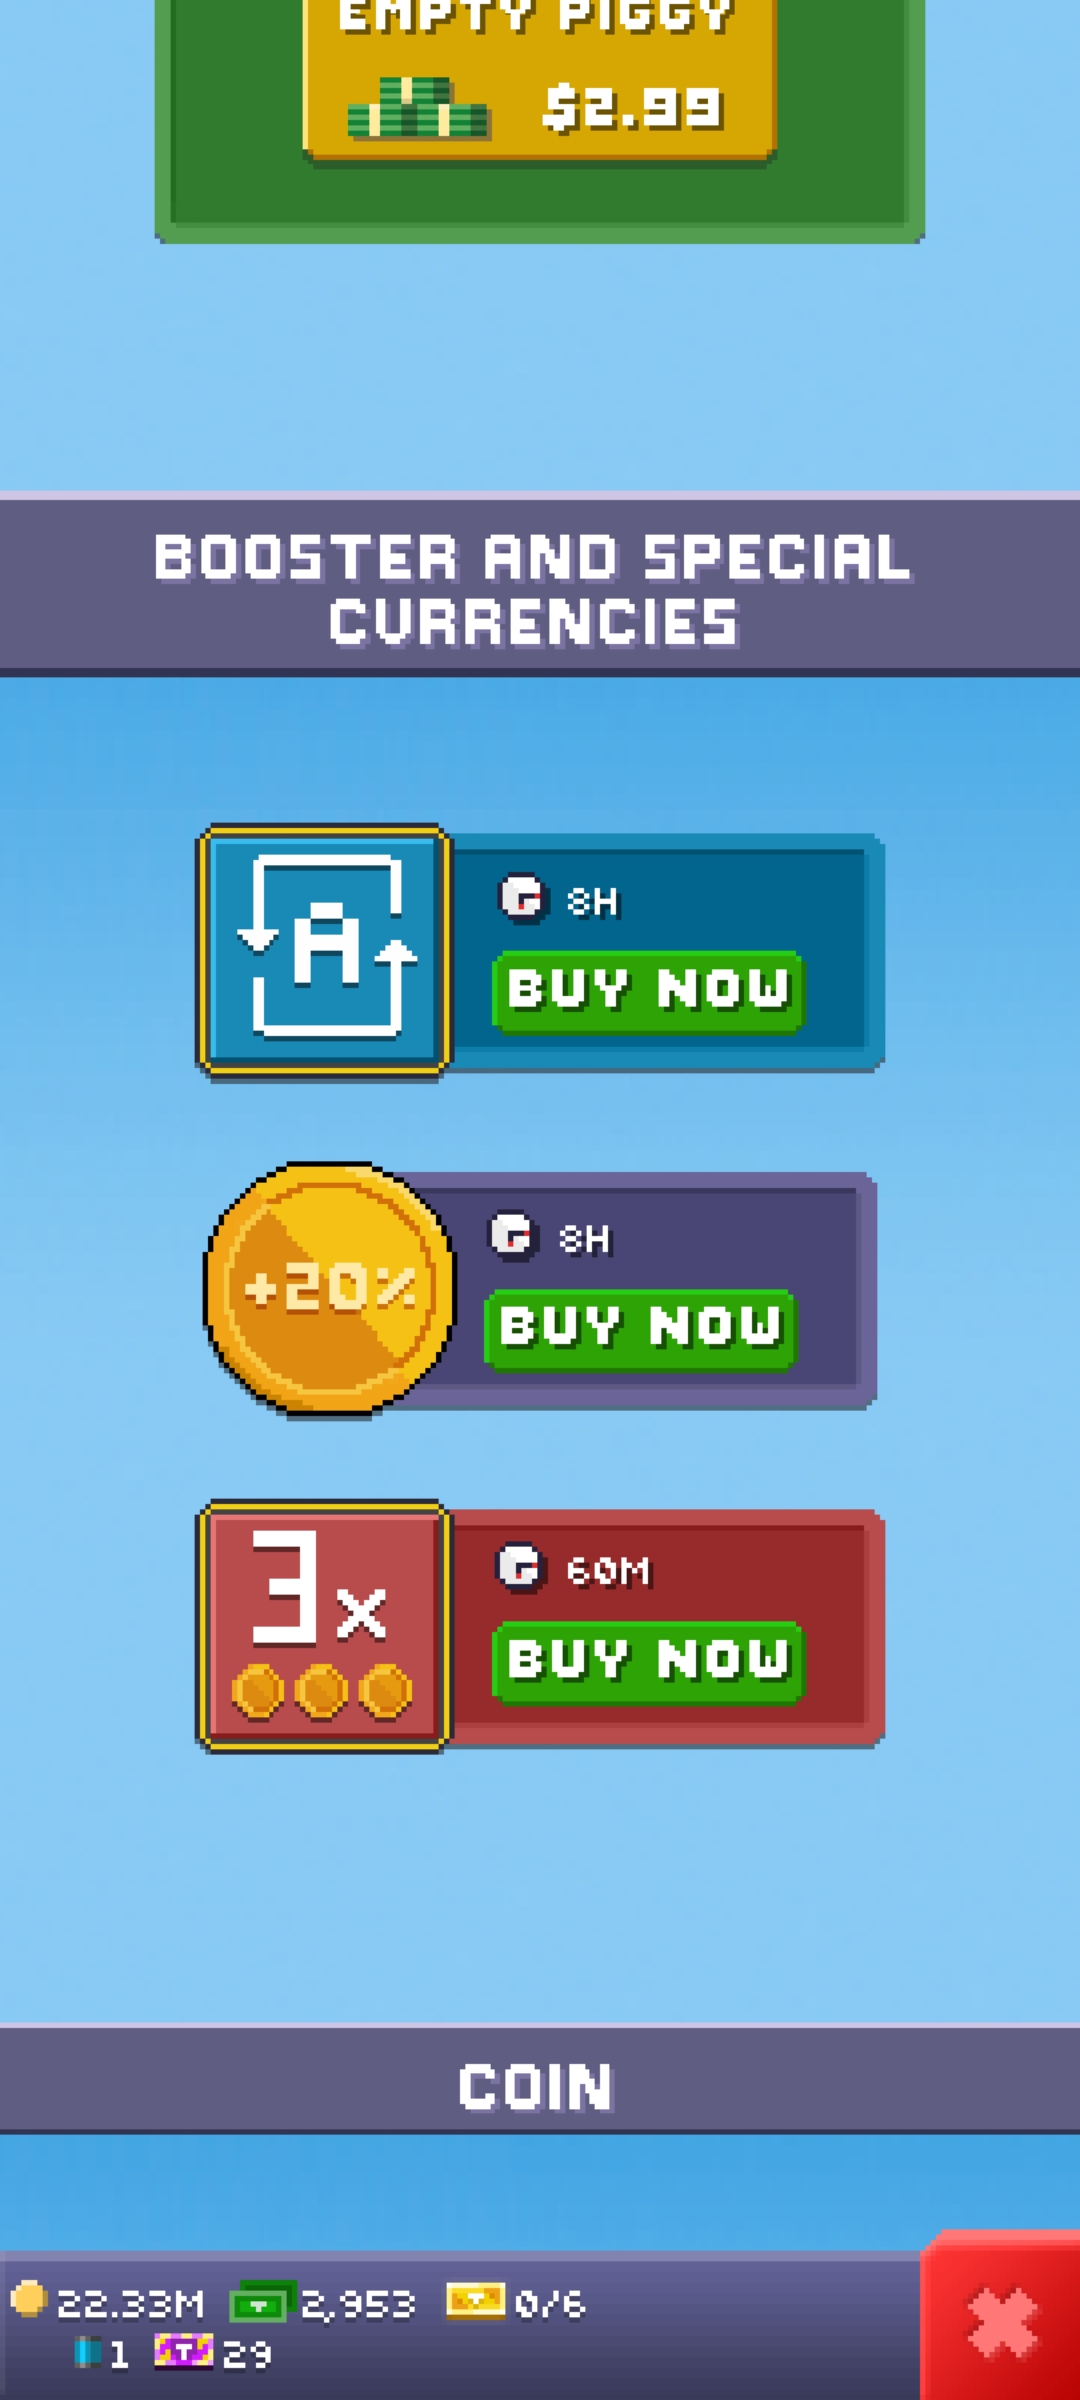 EMPTY PIGGY
$2.99
BOOSTER AND SPECIAL
CURRENCIES
A
8H
BUY NOW
+20%
8H
BUY NOW
3x
60M
BUY NOW
COIN
22.33M 2,953 0/6
1 T 29